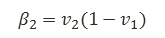 β₂ = v₂(1 − v₁)